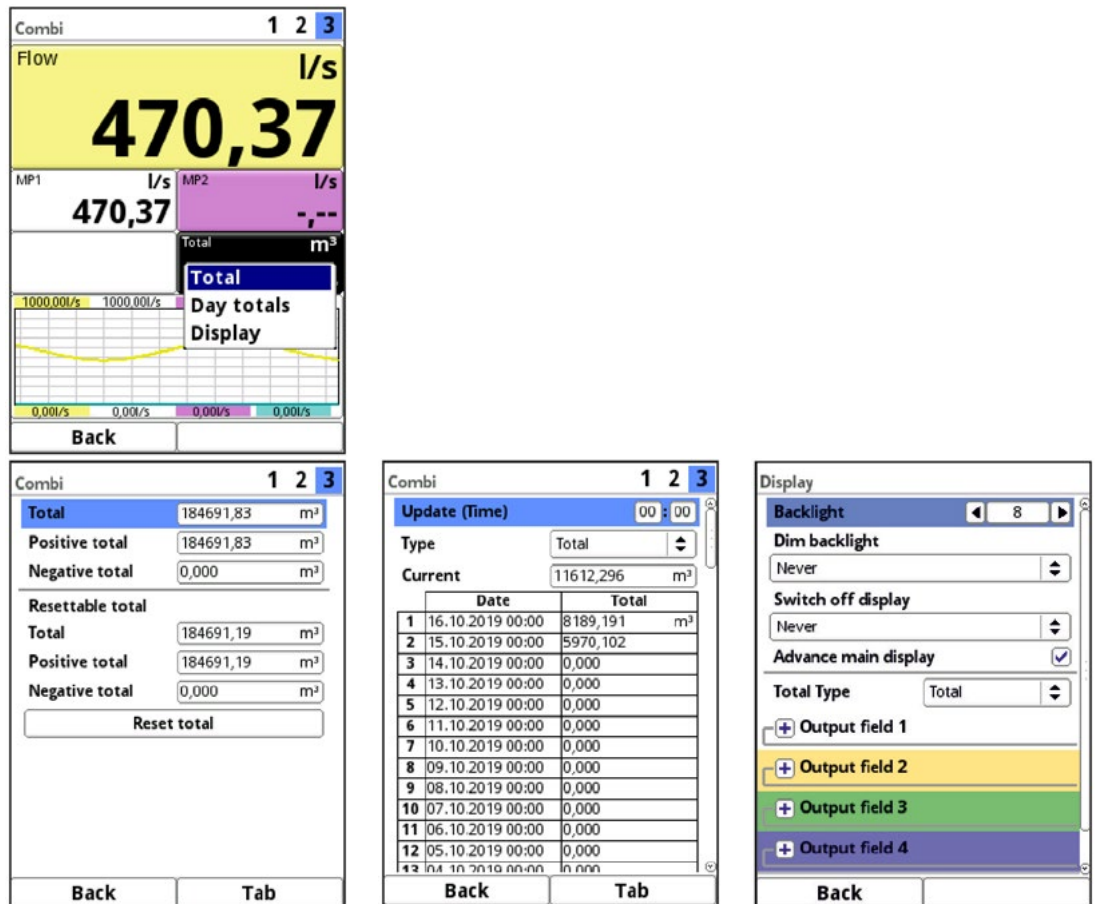 Combi 1 2 3
Flow l/s
470,37
MP1 l/s MP2 l/s
470,37 -,--
Total m³
Total
Day totals
Display
1000,00l/s 1000,00l/s
0,00l/s 0,00l/s 0,00l/s 0,00l/s
Back
Combi 1 2 3
Total 184691,83 m³
Positive total 184691,83 m³
Negative total 0,000 m³
Resettable total
Total 184691,19 m³
Positive total 184691,19 m³
Negative total 0,000 m³
Reset total
Back Tab
Combi 1 2 3
Update (Time) 00 : 00
Type Total
Current 11612,296 m³
Date Total
1 16.10.2019 00:00 8189,191 m³
2 15.10.2019 00:00 5970,102
3 14.10.2019 00:00 0,000
4 13.10.2019 00:00 0,000
5 12.10.2019 00:00 0,000
6 11.10.2019 00:00 0,000
7 10.10.2019 00:00 0,000
8 09.10.2019 00:00 0,000
9 08.10.2019 00:00 0,000
10 07.10.2019 00:00 0,000
11 06.10.2019 00:00 0,000
12 05.10.2019 00:00 0,000
13 04.10.2019 00:00 0,000
Back Tab
Display
Backlight 8
Dim backlight
Never
Switch off display
Never
Advance main display
Total Type Total
+ Output field 1
+ Output field 2
+ Output field 3
+ Output field 4
Back